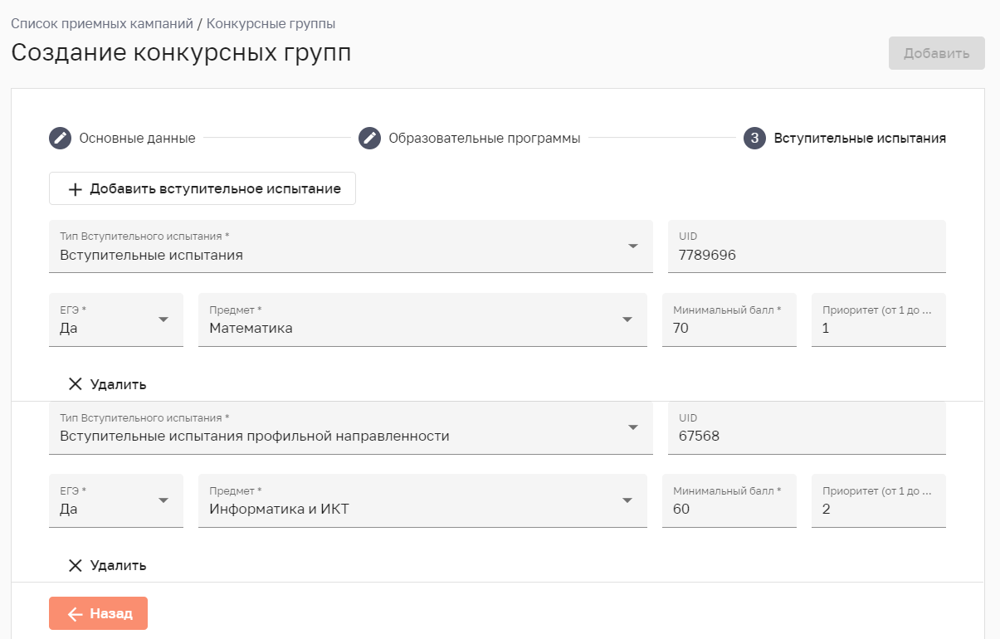 Список приемных кампаний / Конкурсные группы
Создание конкурсных групп
Добавить
Основные данные
Образовательные программы
3 Вступительные испытания
Добавить вступительное испытание
Тип Вступительного испытания *
Вступительные испытания
UID
7789696
ЕГЭ *
Да
Предмет *
Математика
Минимальный балл *
70
Приоритет (от 1 до ...
1
Удалить
Тип Вступительного испытания *
Вступительные испытания профильной направленности
UID
67568
ЕГЭ *
Да
Предмет *
Информатика и ИКТ
Минимальный балл *
60
Приоритет (от 1 до ...
2
Удалить
Назад